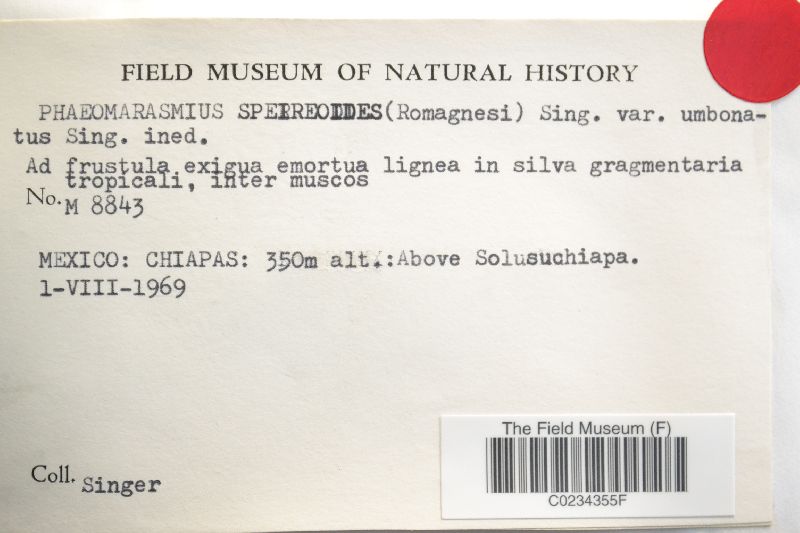 FIELD MUSEUM OF NATURAL HISTORY
PHAEOMARASMIUS (Romagnesi) Sing. var. umbona-
tus Sing. ined.
Ad frustula exigua emortua lignea in silva gragmentaria
tropicali, inter muscos
No. M 8843
MEXICO: CHIAPAS: 350m alt.:Above Solusuchiapa.
1-VIII-1969
Coll. Singer
The Field Museum (F)
C0234355F